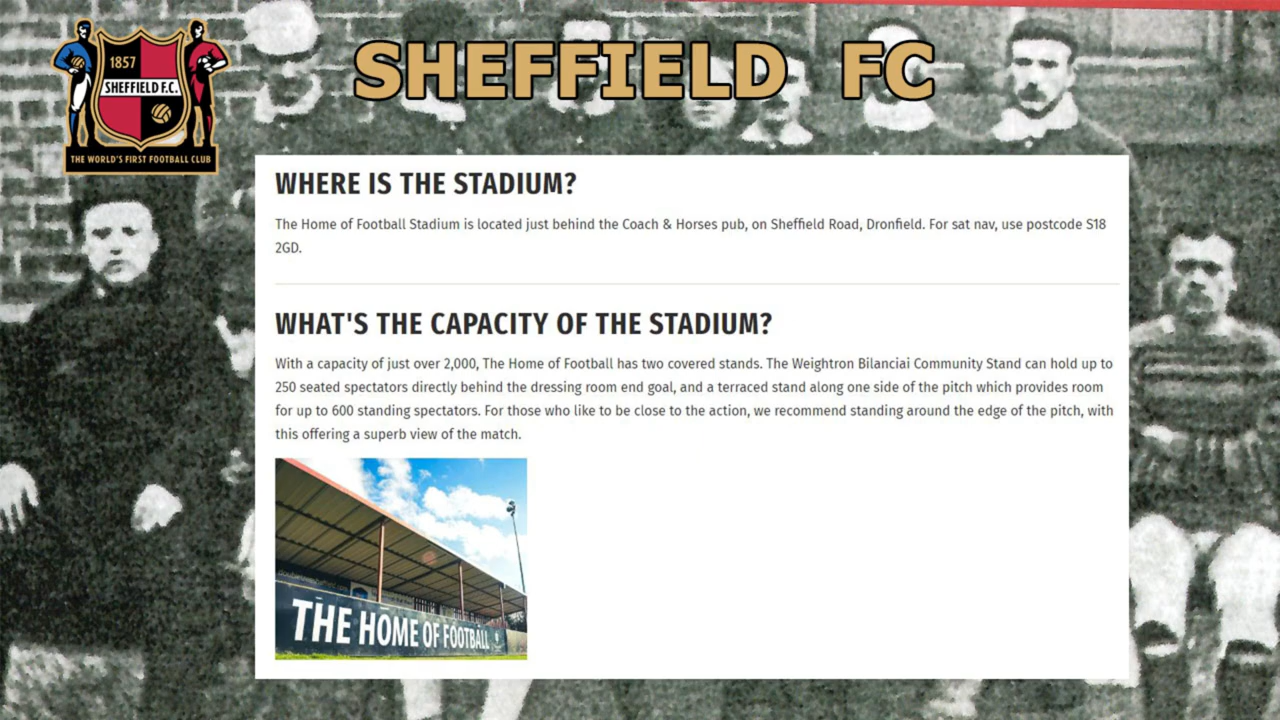 1857
SHEFFIELD F.C.
THE WORLD'S FIRST FOOTBALL CLUB
SHEFFIELD FC
WHERE IS THE STADIUM?
The Home of Football Stadium is located just behind the Coach & Horses pub, on Sheffield Road, Dronfield. For sat nav, use postcode S18
2GD.
WHAT'S THE CAPACITY OF THE STADIUM?
With a capacity of just over 2,000, The Home of Football has two covered stands. The Weightron Bilanciai Community Stand can hold up to
250 seated spectators directly behind the dressing room end goal, and a terraced stand along one side of the pitch which provides room
for up to 600 standing spectators. For those who like to be close to the action, we recommend standing around the edge of the pitch, with
this offering a superb view of the match.
THE HOME OF FOOTBALL